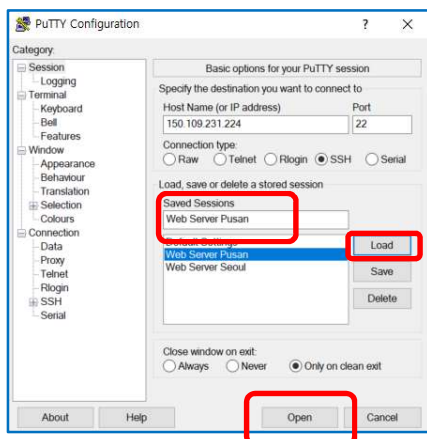 PuTTY Configuration
Category:
Session
Logging
Terminal
Keyboard
Bell
Features
Window
Appearance
Behaviour
Translation
Selection
Colours
Connection
Data
Proxy
Telnet
Rlogin
SSH
Serial
Basic options for your PuTTY session
Specify the destination you want to connect to
Host Name (or IP address) Port
150.109.231.224 22
Connection type:
Raw Telnet Rlogin SSH Serial
Load, save or delete a stored session
Saved Sessions
Web Server Pusan
Default Settings
Web Server Pusan
Web Server Seoul
Load
Save
Delete
Close window on exit:
Always Never Only on clean exit
About Help Open Cancel